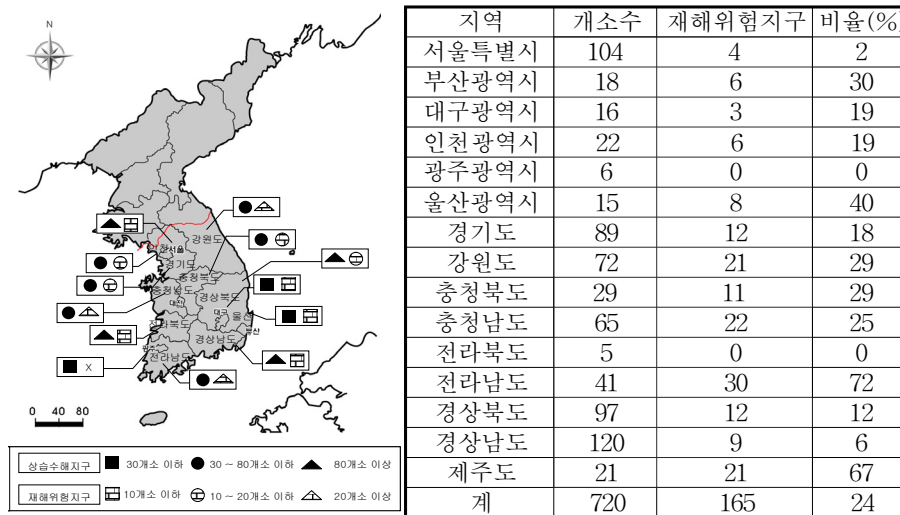 N
강원도
인천서울
경기도
충청북도
충청남도
대전
경상북도
대구
울산
전라북도
경상남도
부산
광주
전라남도
X
0 40 80
상습수해지구 30개소 이하 30 ~ 80개소 이하 80개소 이상
재해위험지구 10개소 이하 10 ~ 20개소 이하 20개소 이상
지역 개소수 재해위험지구 비율(%)
서울특별시 104 4 2
부산광역시 18 6 30
대구광역시 16 3 19
인천광역시 22 6 19
광주광역시 6 0 0
울산광역시 15 8 40
경기도 89 12 18
강원도 72 21 29
충청북도 29 11 29
충청남도 65 22 25
전라북도 5 0 0
전라남도 41 30 72
경상북도 97 12 12
경상남도 120 9 6
제주도 21 21 67
계 720 165 24